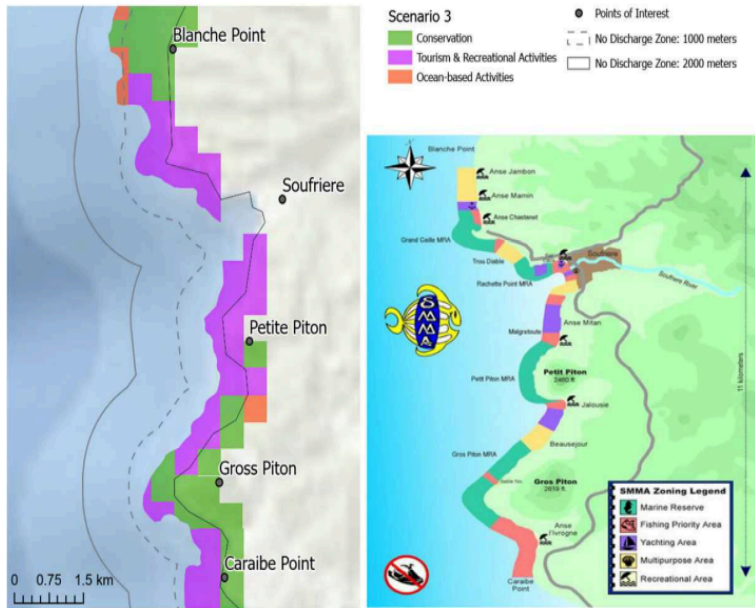 Blanche Point
Soufriere
Petite Piton
Gross Piton
Caraibe Point
0 0.75 1.5 km
Scenario 3
Conservation
Tourism & Recreational Activities
Ocean-based Activities
Points of Interest
No Discharge Zone: 1000 meters
No Discharge Zone: 2000 meters
Blanche Point
Anse Jambon
Anse Mamin
Anse Chastanet
Grand Caille MRA
Trou Diable
Rachette Point MRA
Soufriere
Soufriere River
Anse Mitan
Malgretoute
Petit Piton MRA
Petit Piton
2460 ft
Jalousie
Beausejour
Gros Piton MRA
Gros Piton
2619 ft
Anse
l'Ivrogne
Caraibe
Point
SMMA
11 kilometers
SMMA Zoning Legend
Marine Reserve
Fishing Priority Area
Yachting Area
Multipurpose Area
Recreational Area